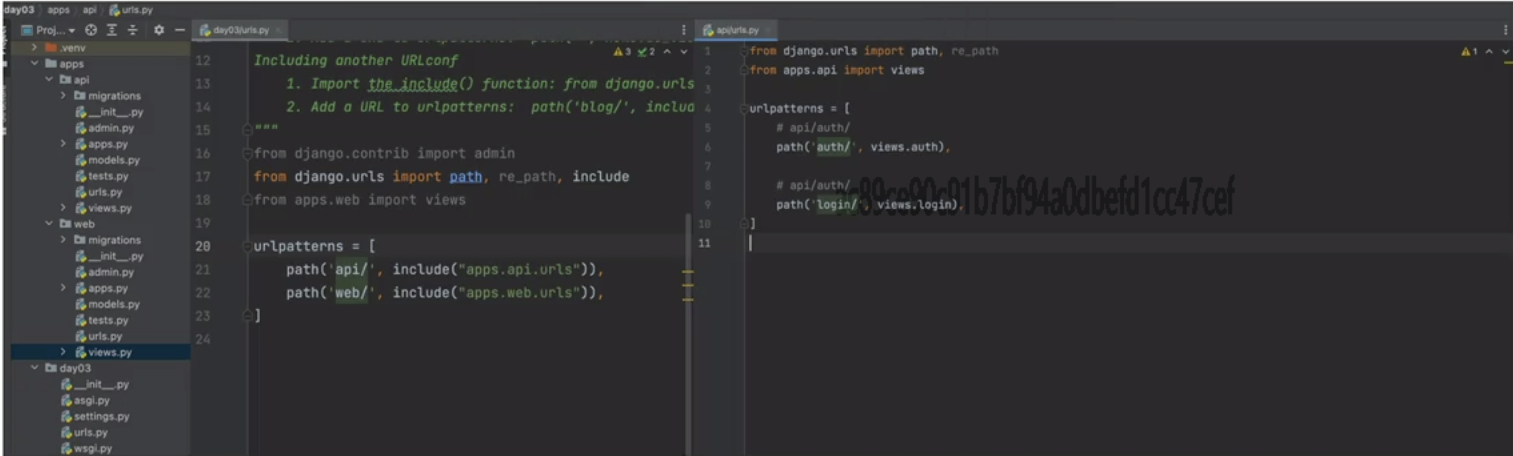 day03 apps api urls.py
Proj...
.venv
apps
api
migrations
__init__.py
admin.py
apps.py
models.py
tests.py
urls.py
views.py
web
migrations
__init__.py
admin.py
apps.py
models.py
tests.py
urls.py
views.py
day03
__init__.py
asgi.py
settings.py
urls.py
wsgi.py
day03/urls.py
3 2
12 Including another URLconf
13 1. Import the include() function: from django.urls
14 2. Add a URL to urlpatterns: path('blog/', includ
15 """
16 from django.contrib import admin
17 from django.urls import path, re_path, include
18 from apps.web import views
19
20 urlpatterns = [
21 path('api/', include("apps.api.urls")),
22 path('web/', include("apps.web.urls")),
23 ]
24
api/urls.py
1
1 from django.urls import path, re_path
2 from apps.api import views
3
4 urlpatterns = [
5 # api/auth/
6 path('auth/', views.auth),
7
8 # api/auth/
9 path('login/', views.login),
10 ]
11